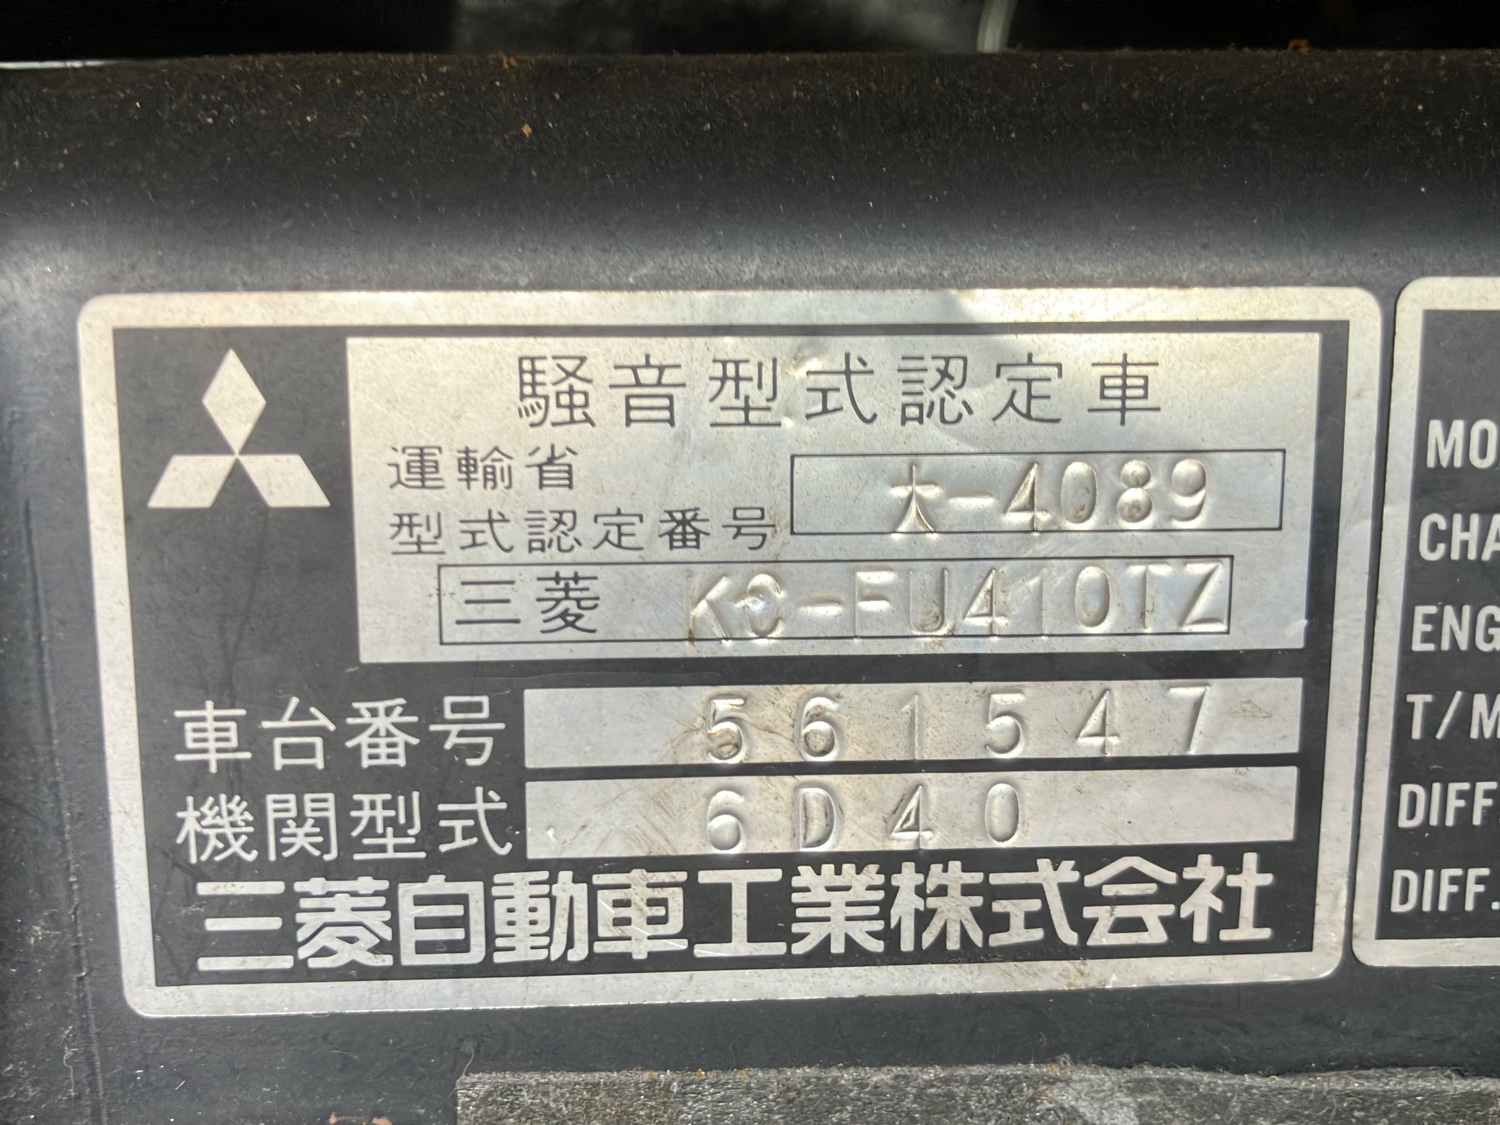 騒音型式認定車
運輸省
型式認定番号 大-4089
三菱 KC-FU410TZ
車台番号 561547
機関型式 6D40
三菱自動車工業株式会社
MO
CHA
ENG
T/M
DIFF
DIFF.